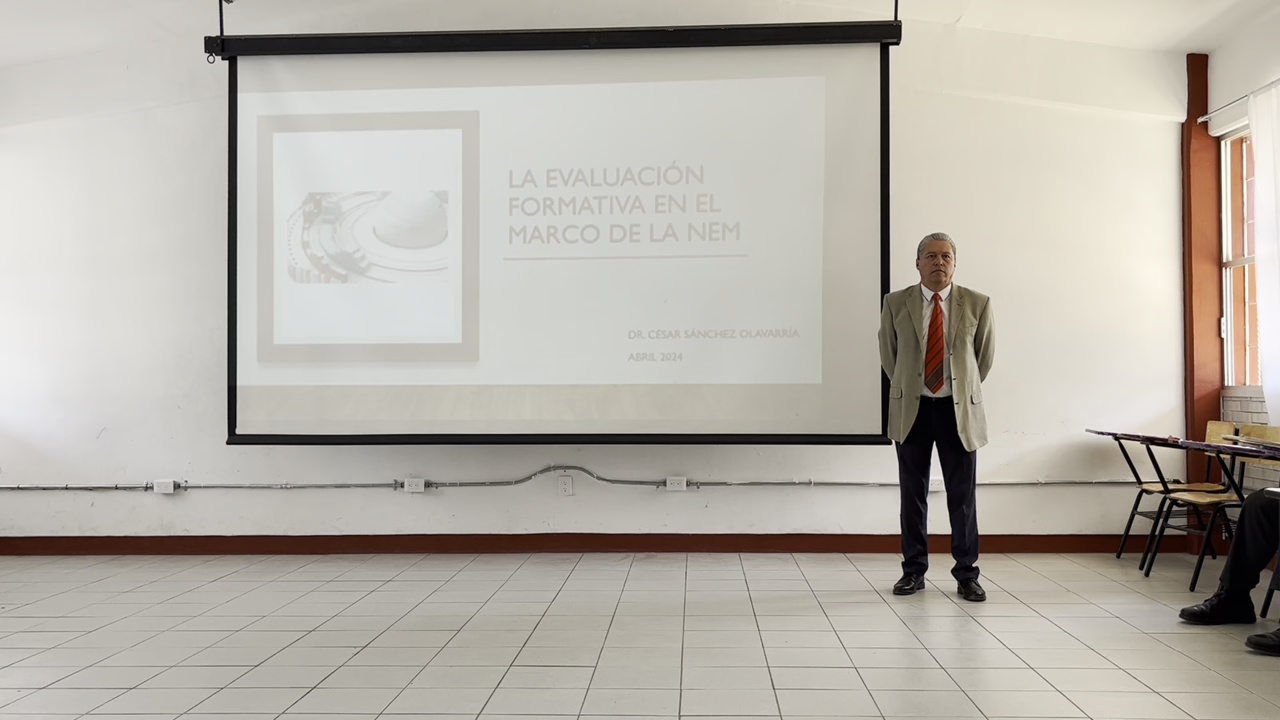 LA EVALUACIÓN
FORMATIVA EN EL
MARCO DE LA NEM
DR. CÉSAR SÁNCHEZ OLAVARRÍA
ABRIL 2024